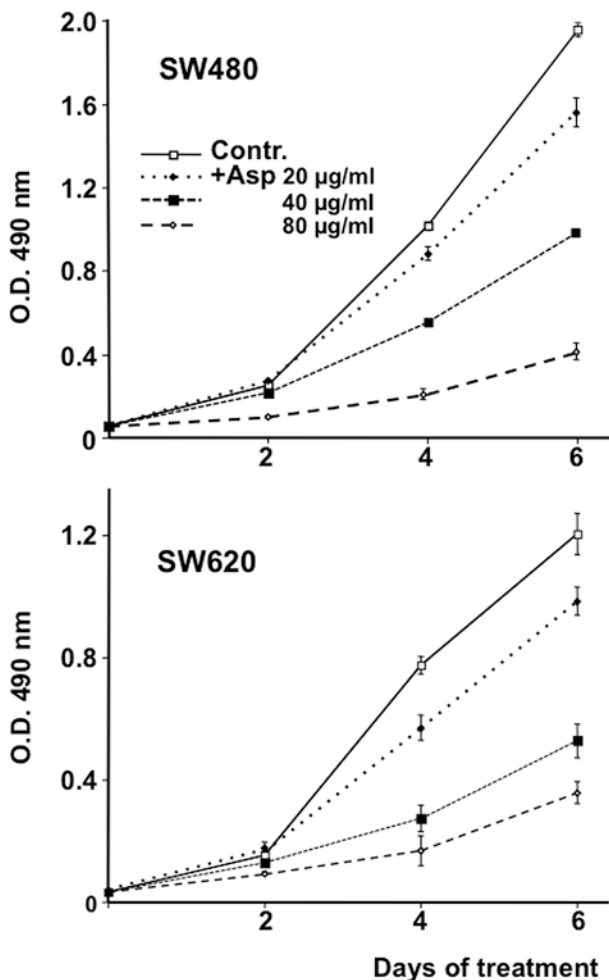 2.0
SW480
1.6
Contr.
+Asp 20 µg/ml
40 µg/ml
1.2
80 µg/ml
O.D. 490 nm
0.8
0.4
0
2 4 6
1.2
SW620
O.D. 490 nm
0.8
0.4
0
2 4 6
Days of treatment